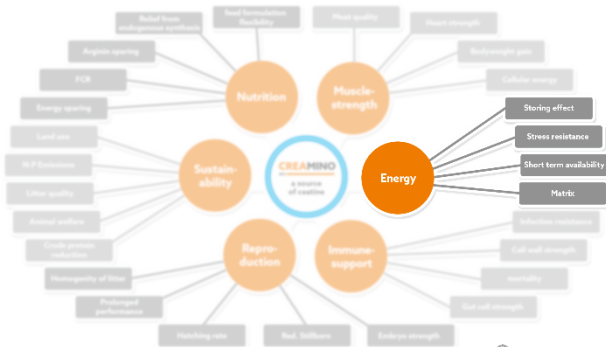 Relief from
endogenous synthesis
feed formulation
flexibility
Meat quality
Heart strength
Arginin sparing
Bodyweight gain
FCR
Cellular energy
Energy sparing
Nutrition
Muscle-
strength
Storing effect
Land use
Stress resistance
N-P Emissions
Sustain-
ability
CREAMINO
a source
of
Energy
Short term availability
Litter quality
Matrix
Animal welfare
Infection resistance
Crude protein
reduction
Repro-
duction
Immune-
support
Cell wall strength
Homogenity of litter
mortality
Prolonged
performance
Gut cell strength
Hatching rate
Red. Stillborn
Embryo strength